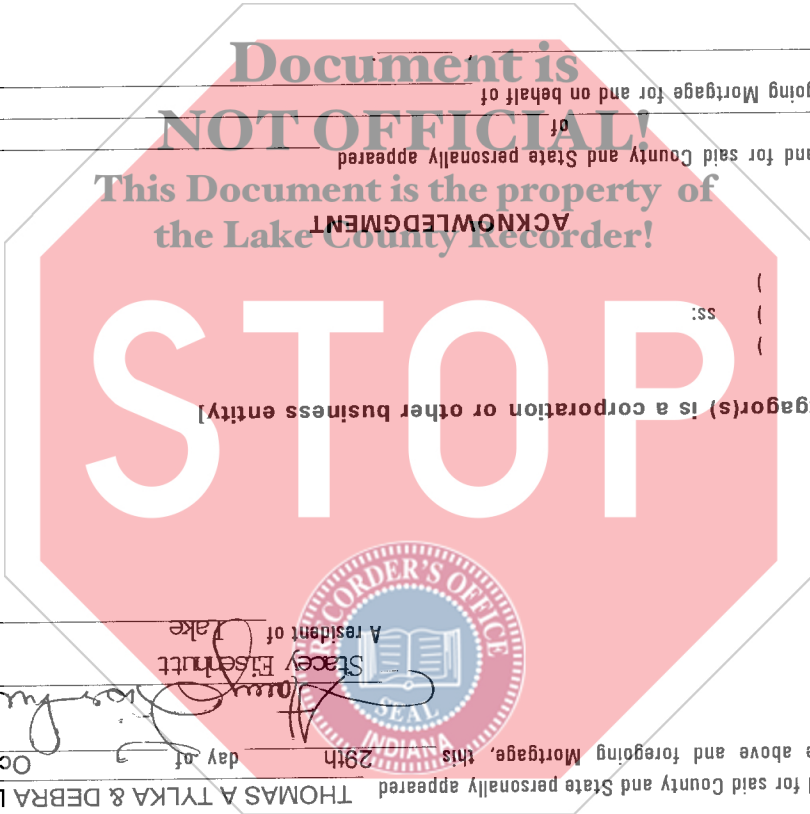 Document is
NOT OFFICIAL!
This Document is the property of
the Lake County Recorder!
STOP
RECORDER'S OFFICE
SEAL
INDIANA
for said County and State personally appeared THOMAS A TYLKA & DEBRA
above and foregoing Mortgage, this 29th day of Oc
Stacey Eisenhutt
A resident of Lake
is a corporation or other business entity]
)
) ss:
)
ACKNOWLEDGMENT
and for said County and State personally appeared
of
going Mortgage for and on behalf of